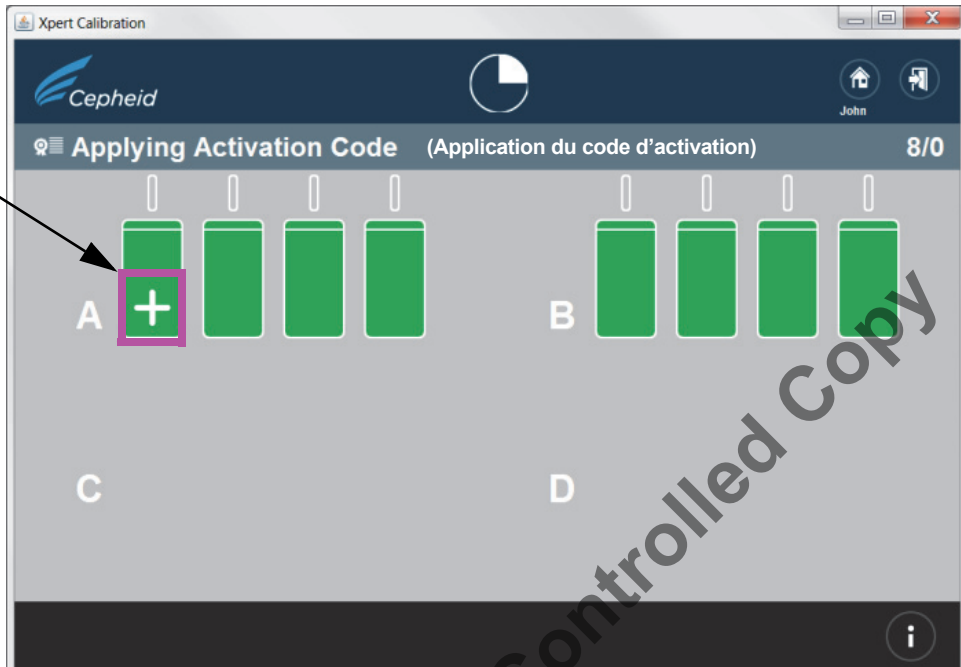 Xpert Calibration
Cepheid
John
Applying Activation Code (Application du code d'activation) 8/0
A
B
C
D
i
Controlled Copy